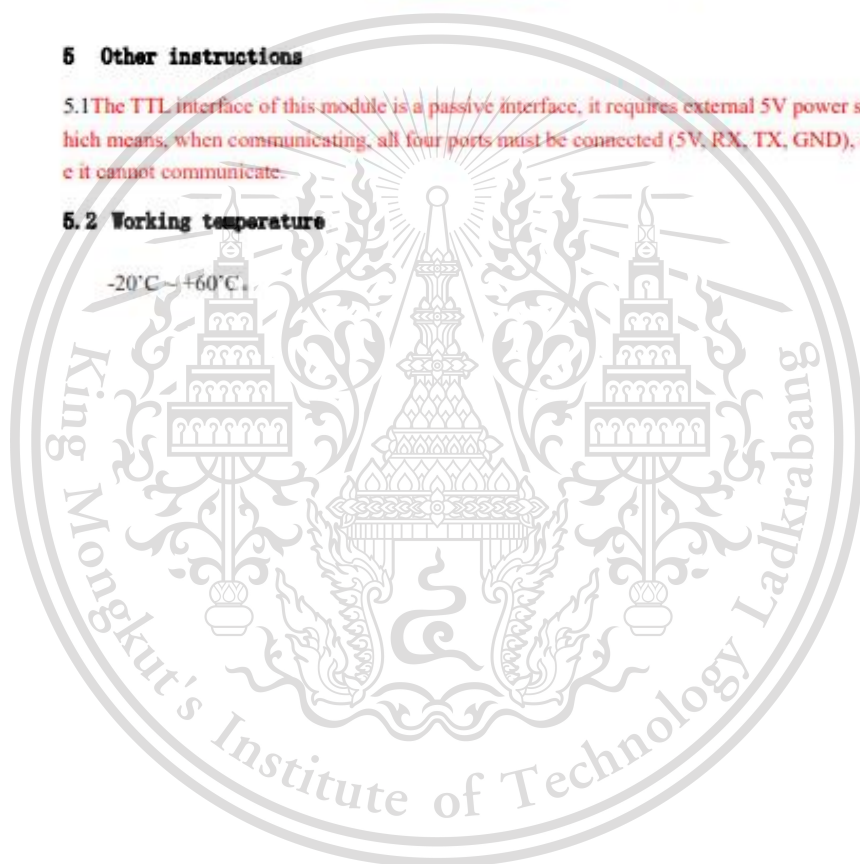 5 Other instructions
5.1The TTL interface of this module is a passive interface, it requires external 5V power s
hich means, when communicating, all four ports must be connected (5V, RX, TX, GND),
e it cannot communicate.
5.2 Working temperature
-20°C ~ +60°C。
King Mongkut's Institute of Technology Ladkrabang